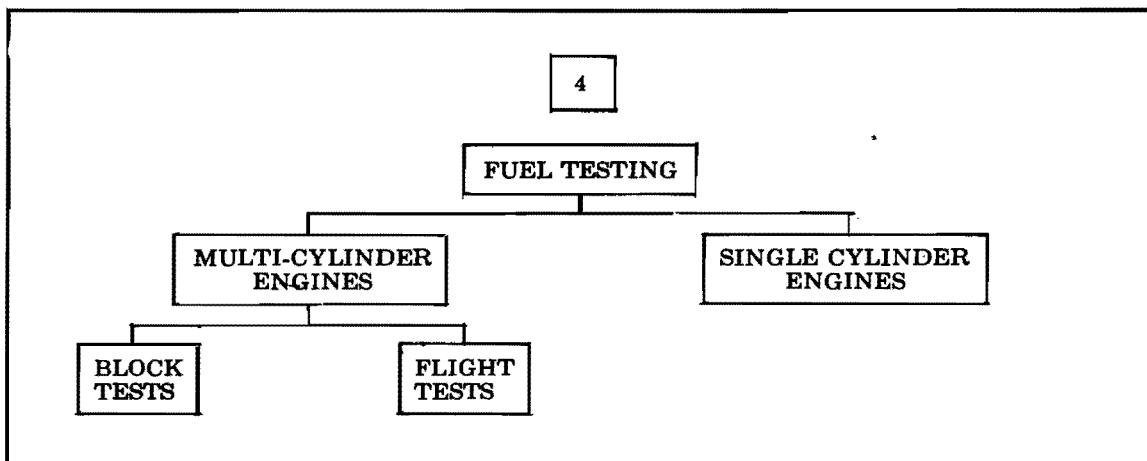 4
FUEL TESTING
MULTI-CYLINDER
ENGINES
SINGLE CYLINDER
ENGINES
BLOCK
TESTS
FLIGHT
TESTS